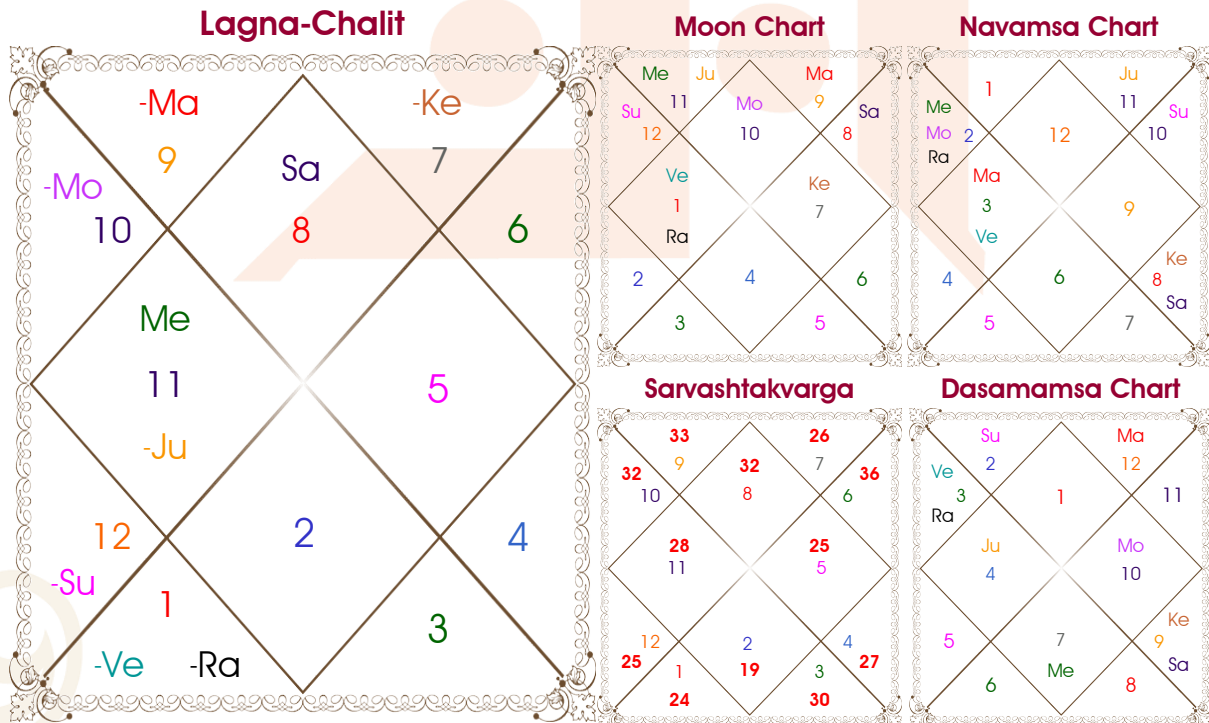 Lagna-Chalit
-Ma
-Ke
9
Sa
7
-Mo
10
8
6
Me
11
5
-Ju
12
2
4
-Su
1
3
-Ve
-Ra
Moon Chart
Me Ju Ma
11 Mo 9
Su Sa
12 10 8
Ve Ke
1 7
Ra
2 4 6
3 5
Navamsa Chart
1 Ju
11
Me Su
Mo 2 12 10
Ra
Ma
3 9
Ve
Ke
4 6 8
Sa
5 7
Sarvashtakvarga
33 26
9 32 7
32 36
10 8 6
28 25
11 5
12 2 4
25 19 27
1 3
24 30
Dasamamsa Chart
Su Ma
2 12
Ve
3 1 11
Ra
Ju Mo
4 10
Ke
5 7 9
Me Sa
6 8